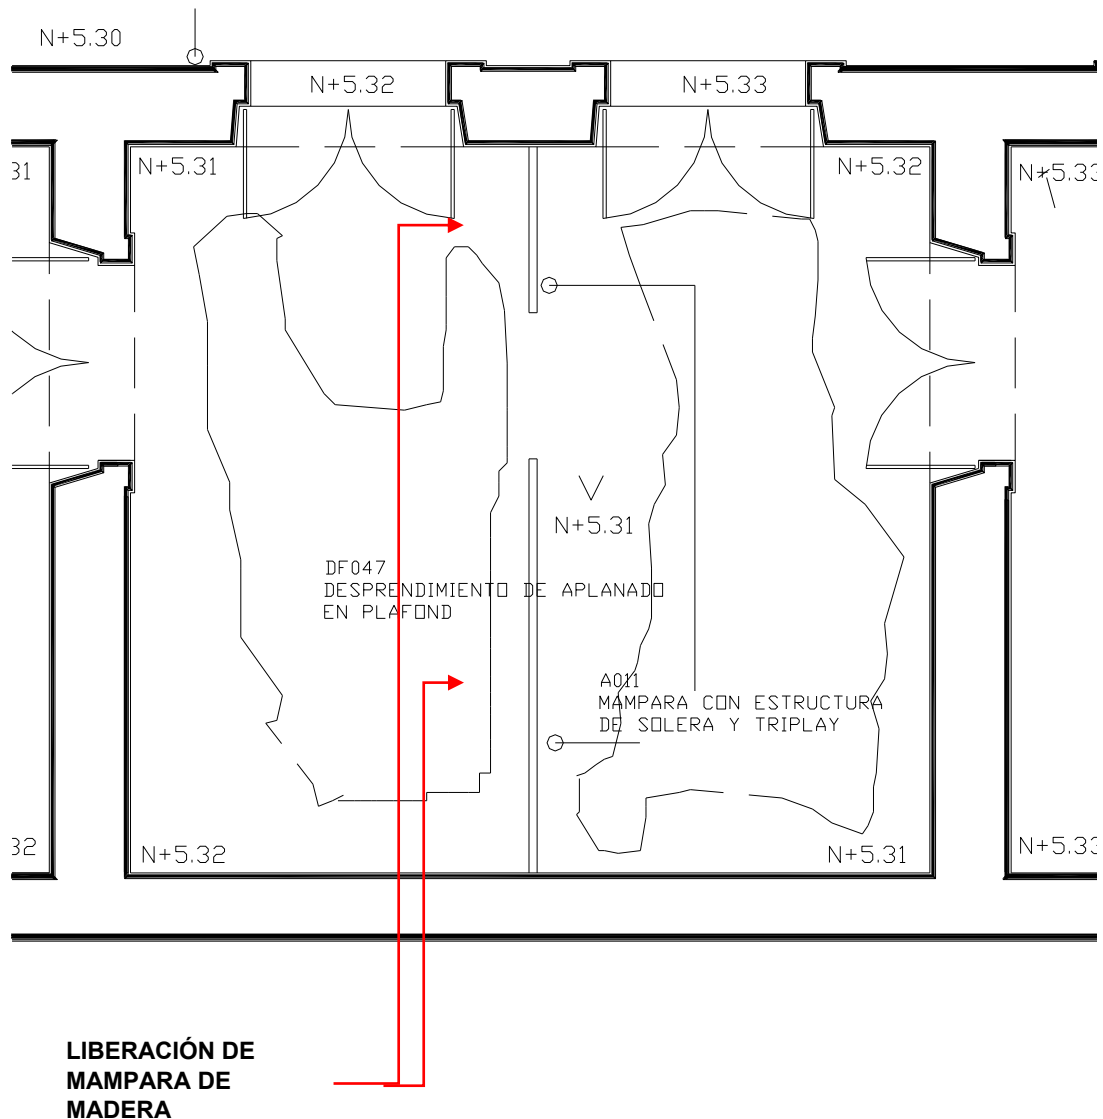 N+5.30
N+5.32
N+5.33
31
N+5.31
N+5.32
N+5.33
N+5.31
DF047
DESPRENDIMIENTO DE APLANADO
EN PLAFOND
A011
MAMPARA CON ESTRUCTURA
DE SOLERA Y TRIPLAY
32
N+5.32
N+5.31
N+5.33
LIBERACIÓN DE
MAMPARA DE
MADERA